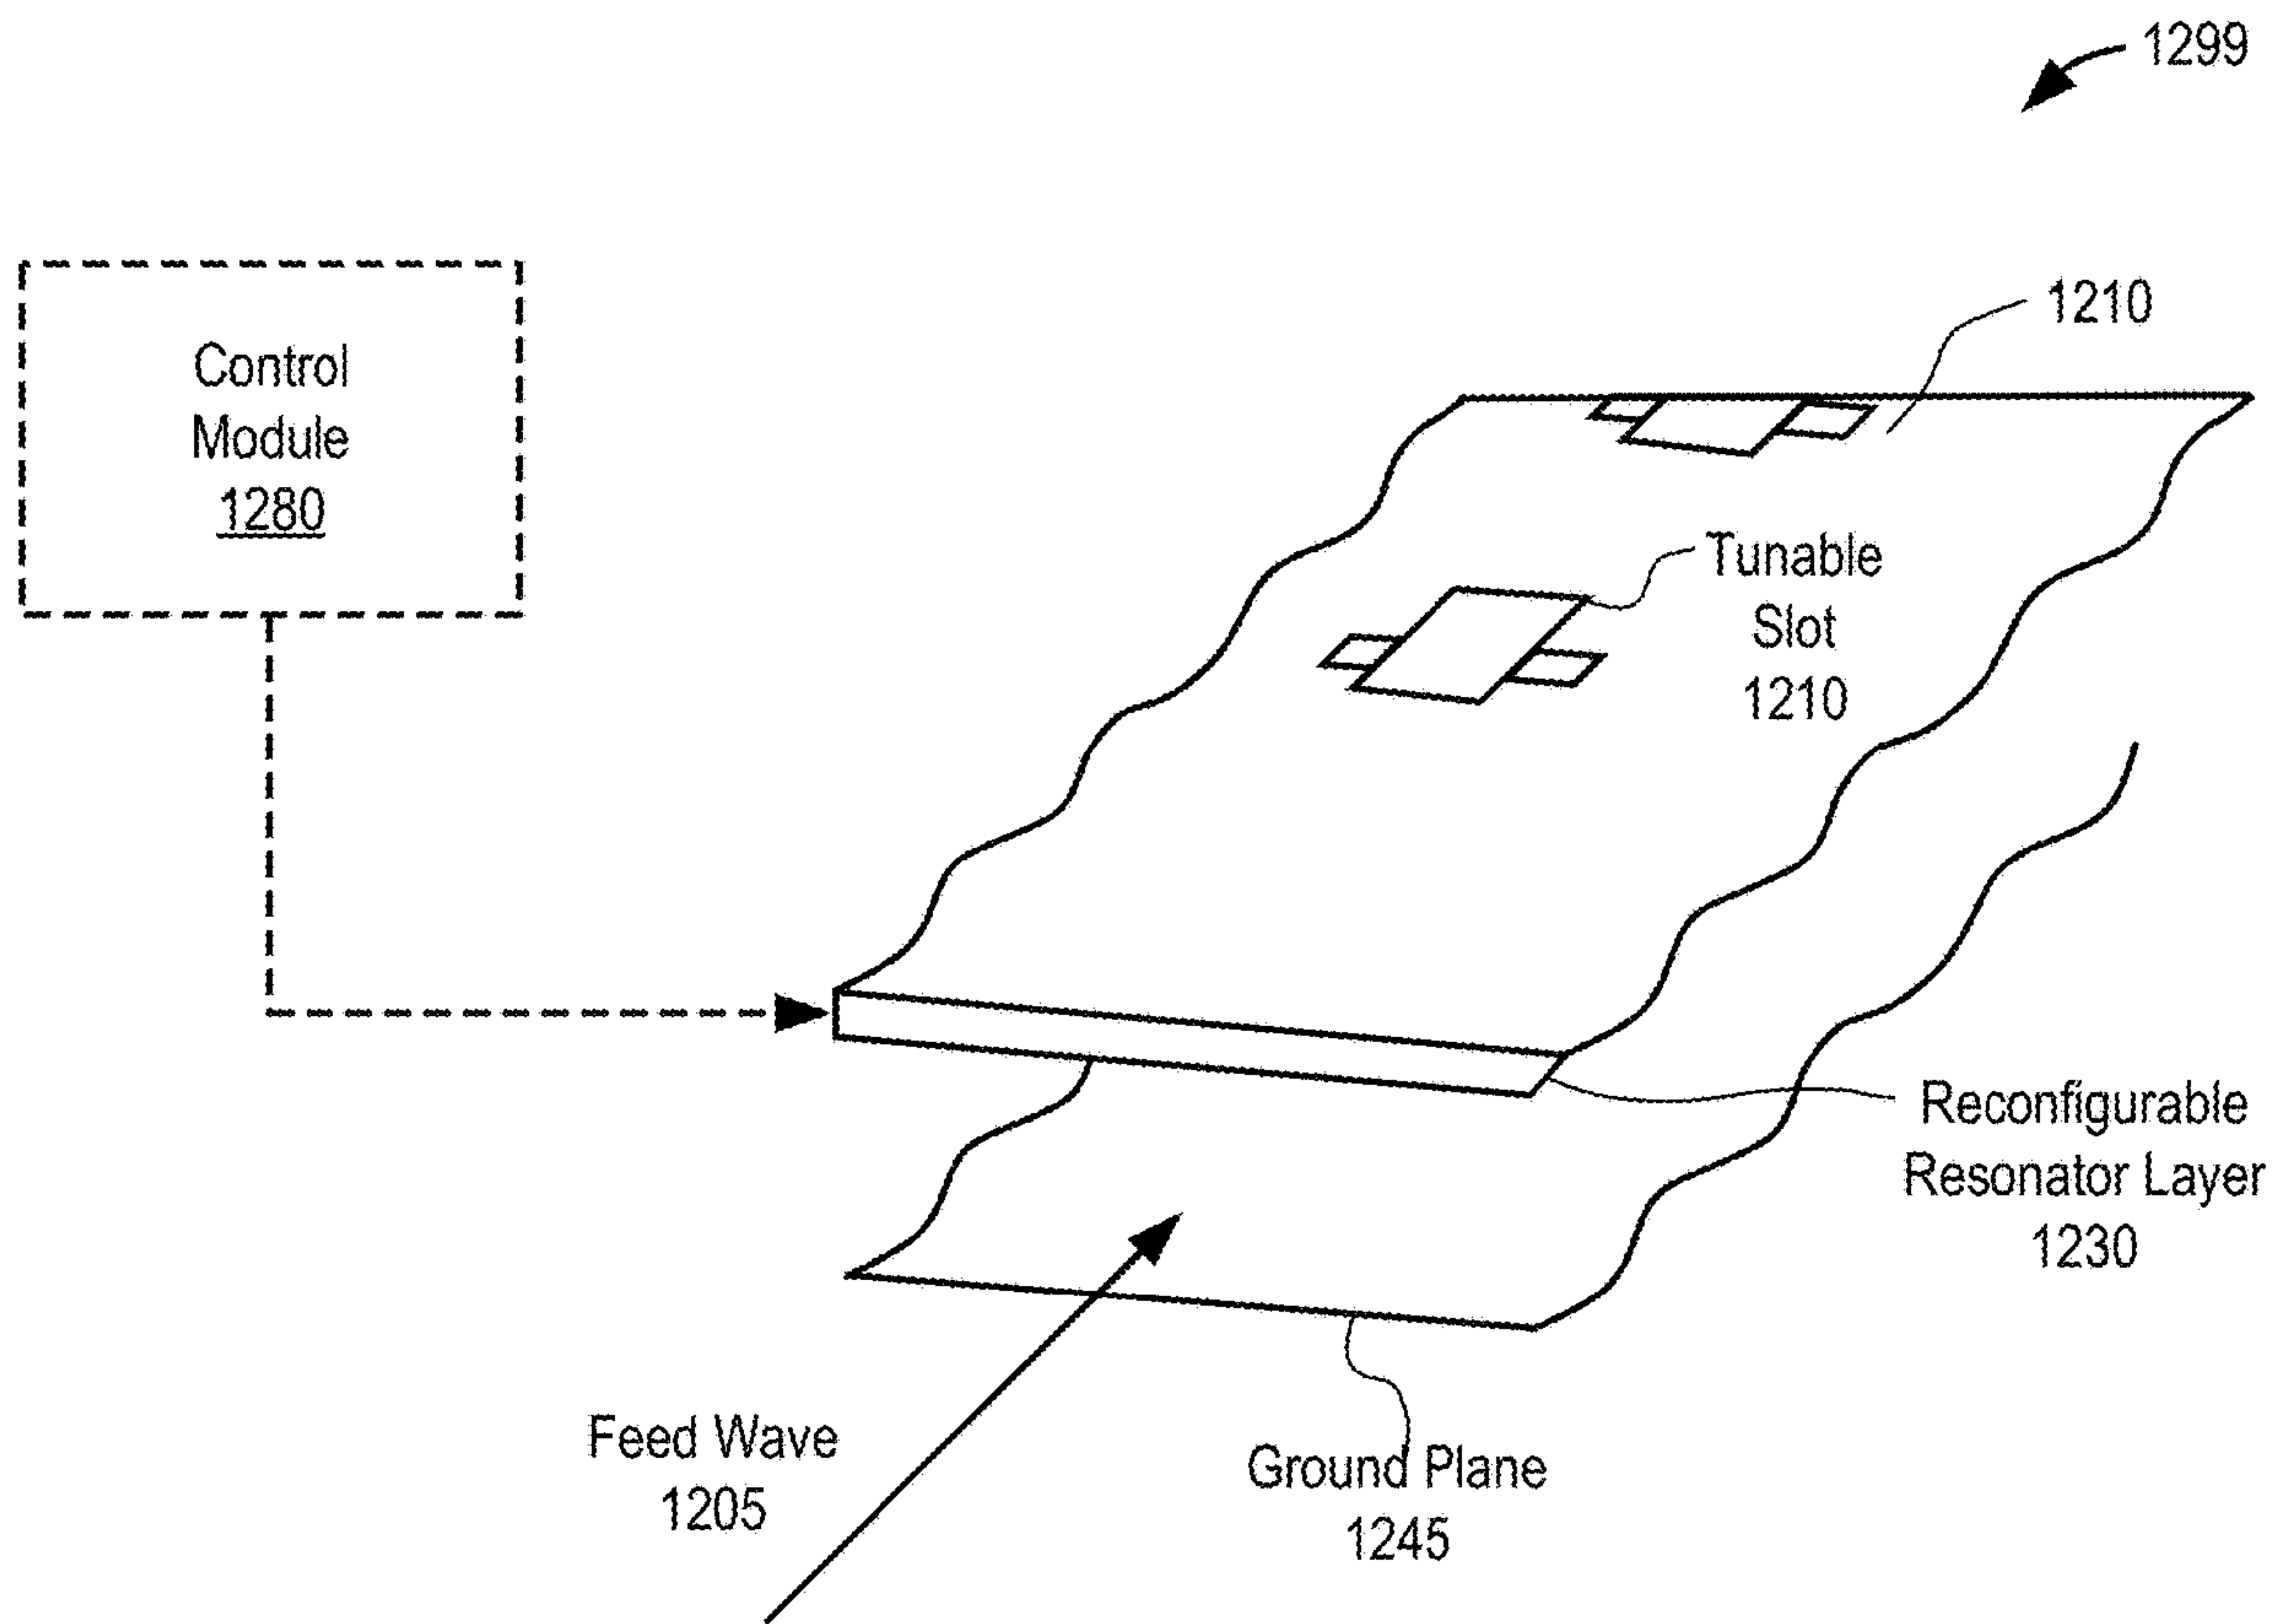 1299
1210
Control
Module
1280
Tunable
Slot
1210
Reconfigurable
Resonator Layer
1230
Feed Wave
1205
Ground Plane
1245